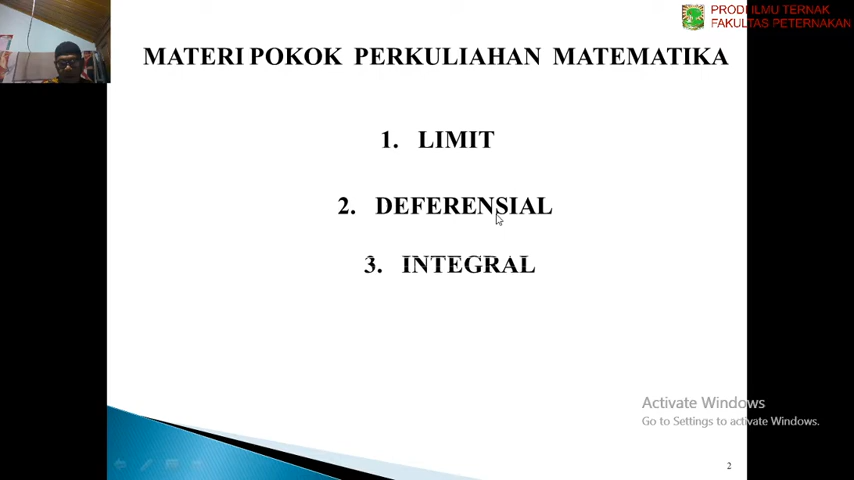 PRODI ILMU TERNAK
FAKULTAS PETERNAKAN
MATERI POKOK PERKULIAHAN MATEMATIKA
1. LIMIT
2. DEFERENSIAL
3. INTEGRAL
Activate Windows
Go to Settings to activate Windows.
2